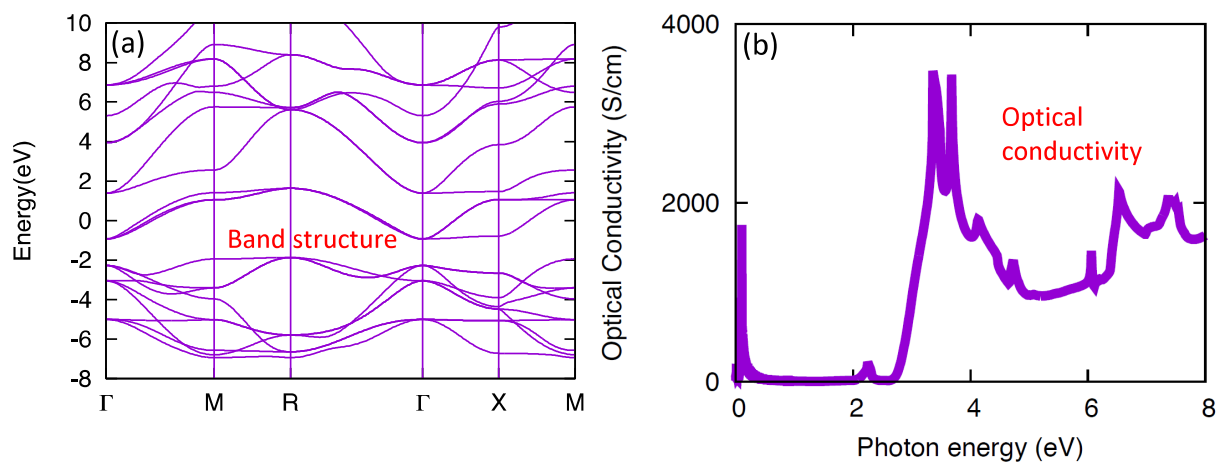 (a)
Energy(eV)
10
8
6
4
2
0
-2
-4
-6
-8
Band structure
Γ M R Γ X M
(b)
Optical Conductivity (S/cm)
4000
2000
0
Optical
conductivity
0 2 4 6 8
Photon energy (eV)